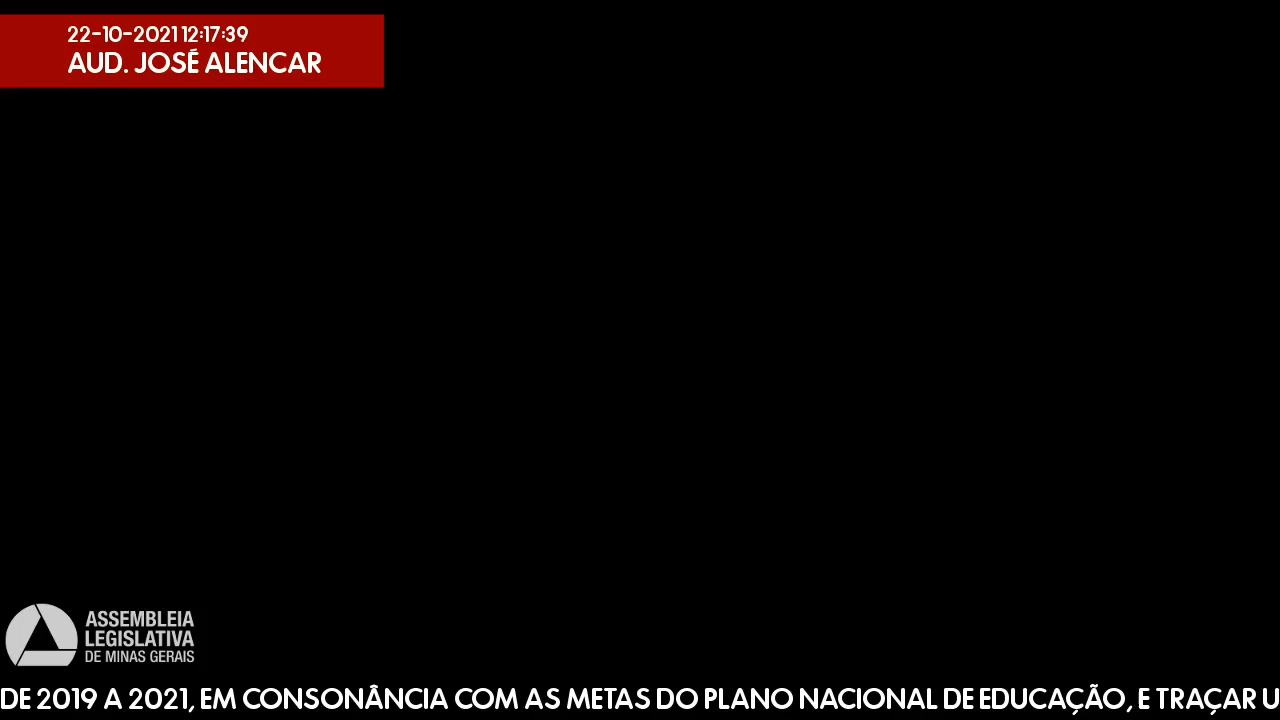 22-10-2021 12:17:39
AUD. JOSÉ ALENCAR
ASSEMBLEIA
LEGISLATIVA
DE MINAS GERAIS
DE 2019 A 2021, EM CONSONÂNCIA COM AS METAS DO PLANO NACIONAL DE EDUCAÇÃO, E TRAÇAR U